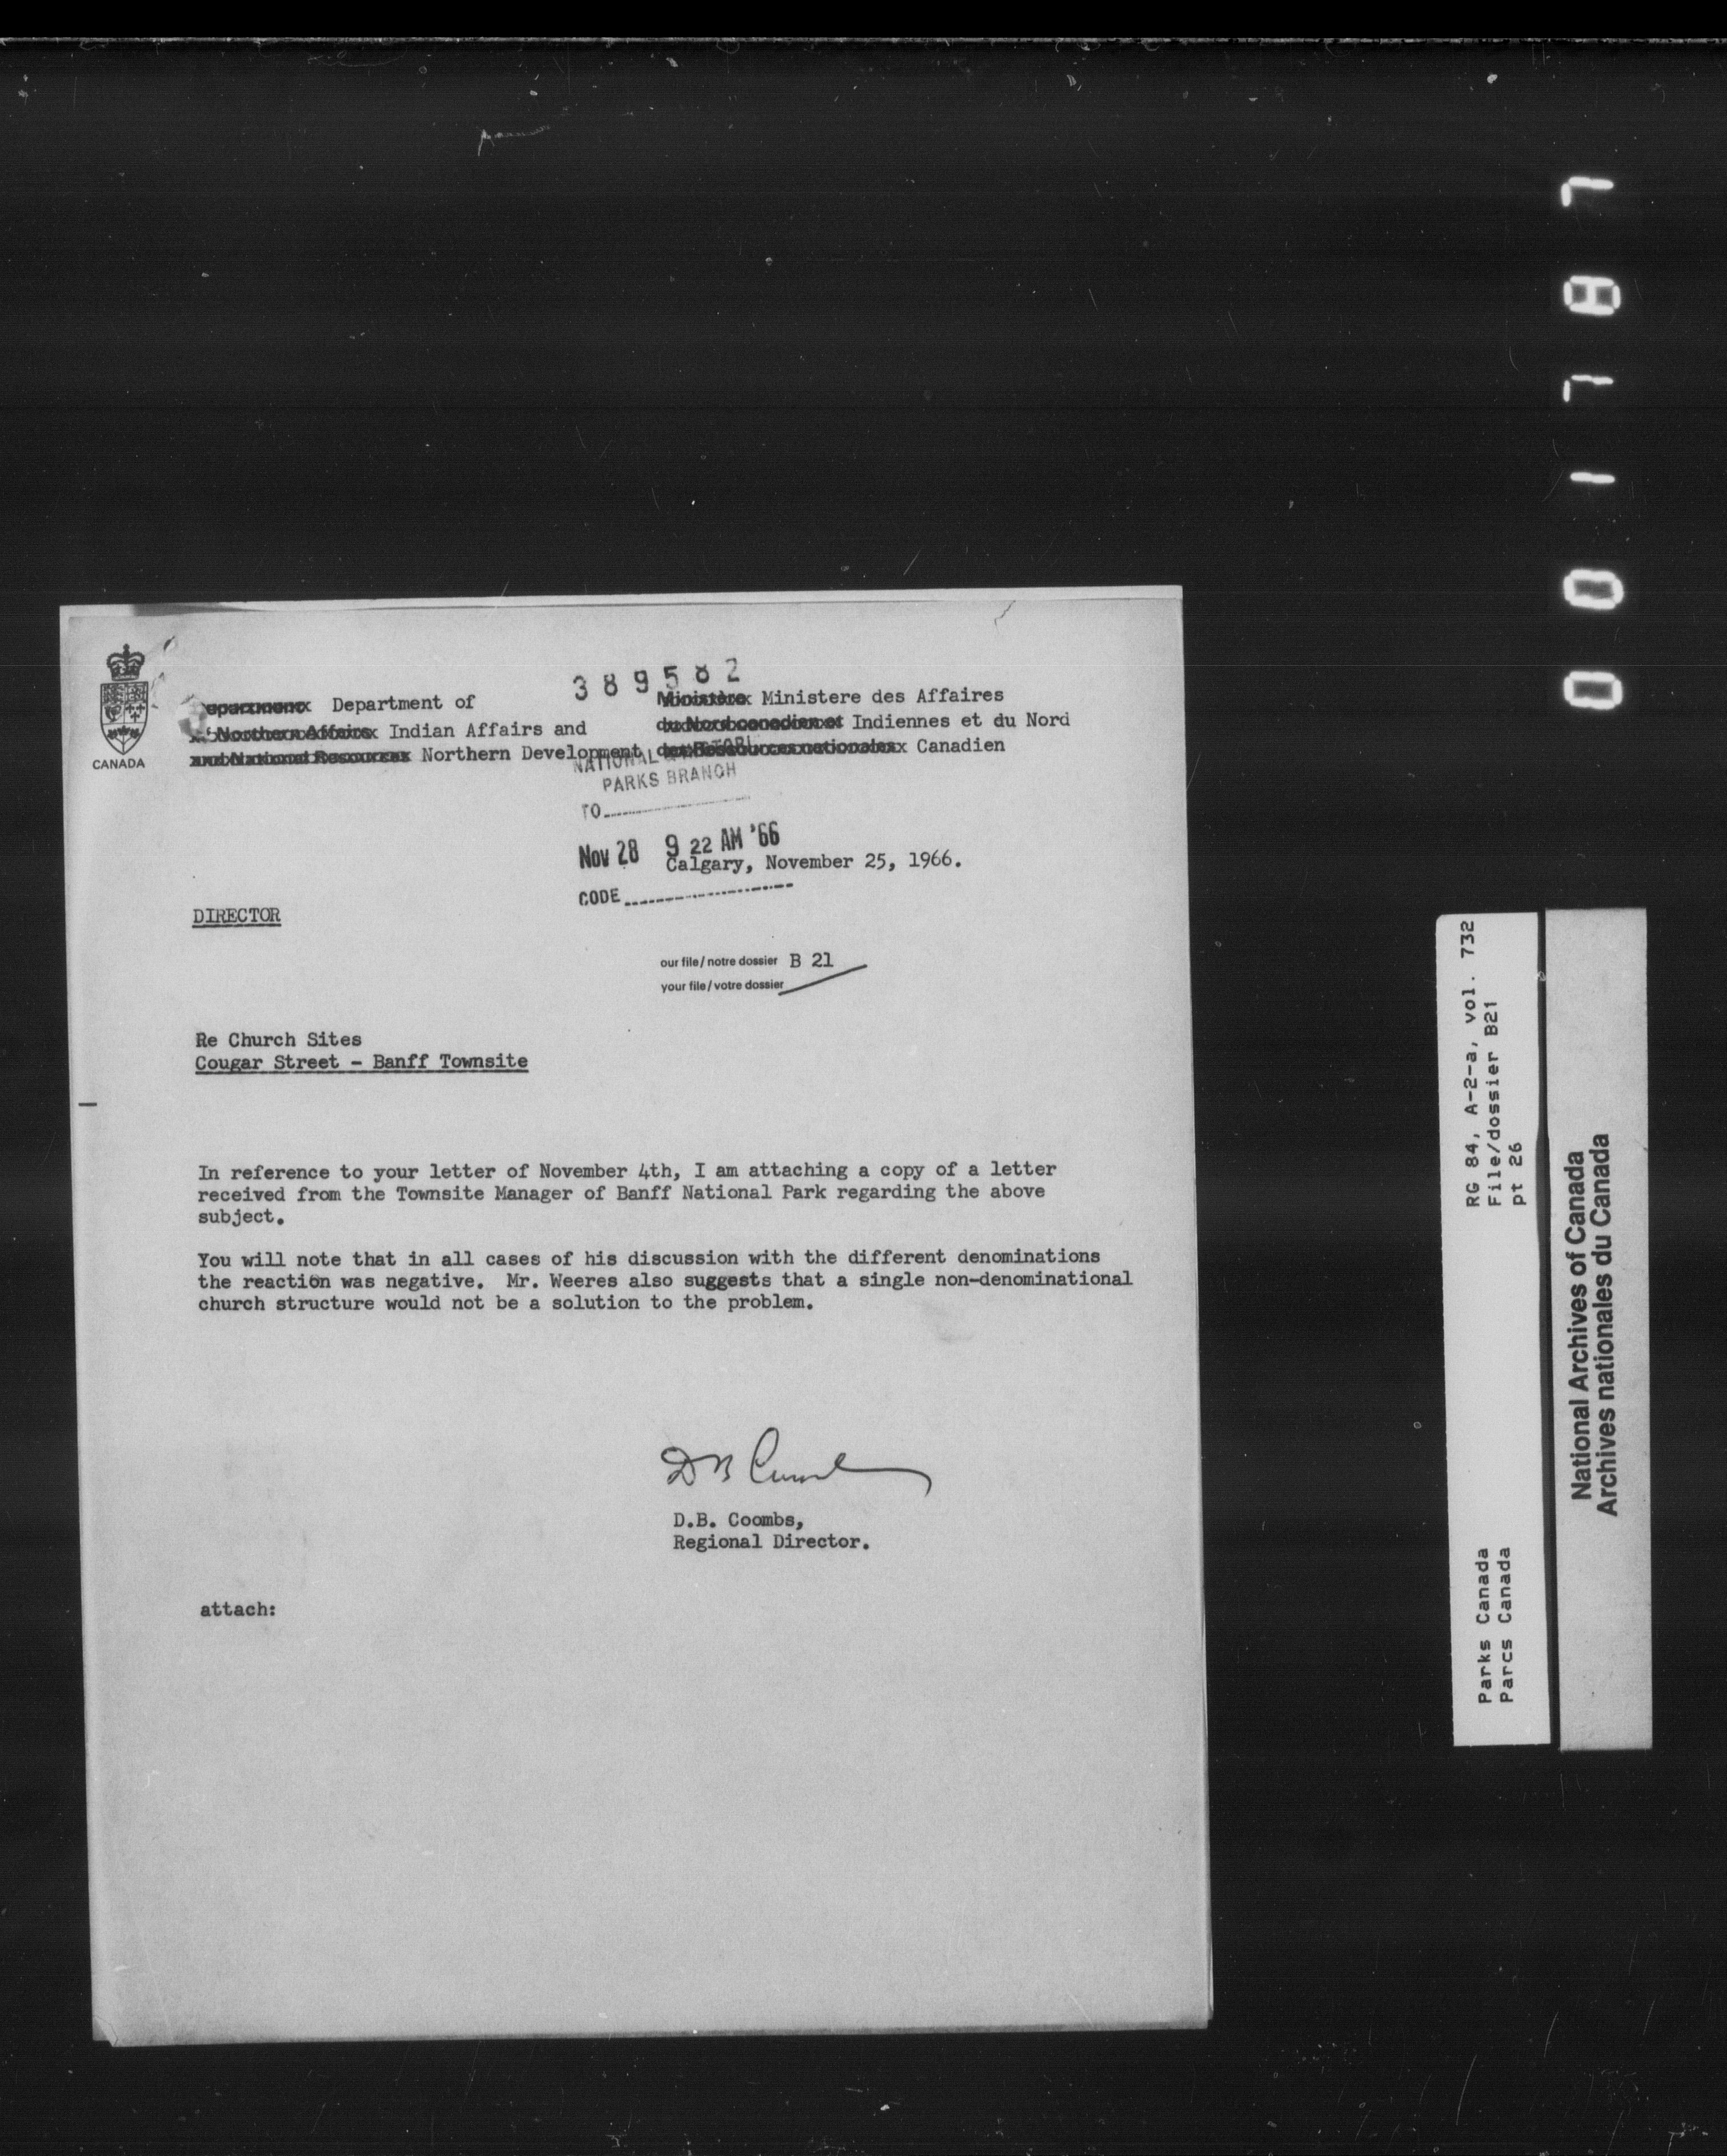 389582
Department of
Indian Affairs and
Northern Development
Ministere des Affaires
Indiennes et du Nord
Canadien
CANADA
NATIONAL &
PARKS BRANCH
TO
Nov 28 9 22 AM '66
Calgary, November 25, 1966.
CODE
DIRECTOR
our file / notre dossier B 21
your file / votre dossier
Re Church Sites
Cougar Street - Banff Townsite
In reference to your letter of November 4th, I am attaching a copy of a letter
received from the Townsite Manager of Banff National Park regarding the above
subject.
You will note that in all cases of his discussion with the different denominations
the reaction was negative. Mr. Weeres also suggests that a single non-denominational
church structure would not be a solution to the problem.
D.B. Coombs,
Regional Director.
attach:
RG 84, A-2-a, vol. 732
File/dossier B21
pt 26
Parks Canada
Parcs Canada
National Archives of Canada
Archives nationales du Canada
001787